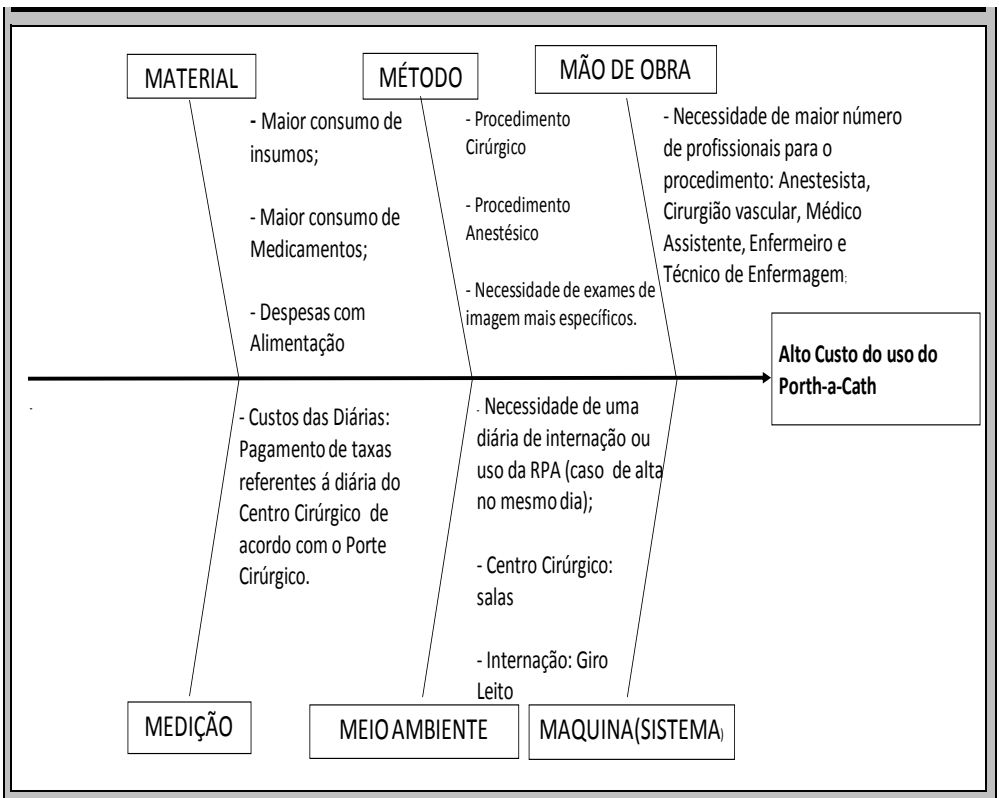 MATERIAL
- Maior consumo de
insumos;
- Maior consumo de
Medicamentos;
- Despesas com
Alimentação
MÉTODO
- Procedimento
Cirúrgico
- Procedimento
Anestésico
- Necessidade de exames de
imagem mais específicos.
MÃO DE OBRA
- Necessidade de maior número
de profissionais para o
procedimento: Anestesista,
Cirurgião vascular, Médico
Assistente, Enfermeiro e
Técnico de Enfermagem;
Alto Custo do uso do
Porth-a-Cath
- Custos das Diárias:
Pagamento de taxas
referentes á diária do
Centro Cirúrgico de
acordo com o Porte
Cirúrgico.
MEDIÇÃO
- Necessidade de uma
diária de internação ou
uso da RPA (caso de alta
no mesmo dia);
- Centro Cirúrgico:
salas
- Internação: Giro
Leito
MEIO AMBIENTE
MAQUINA(SISTEMA)